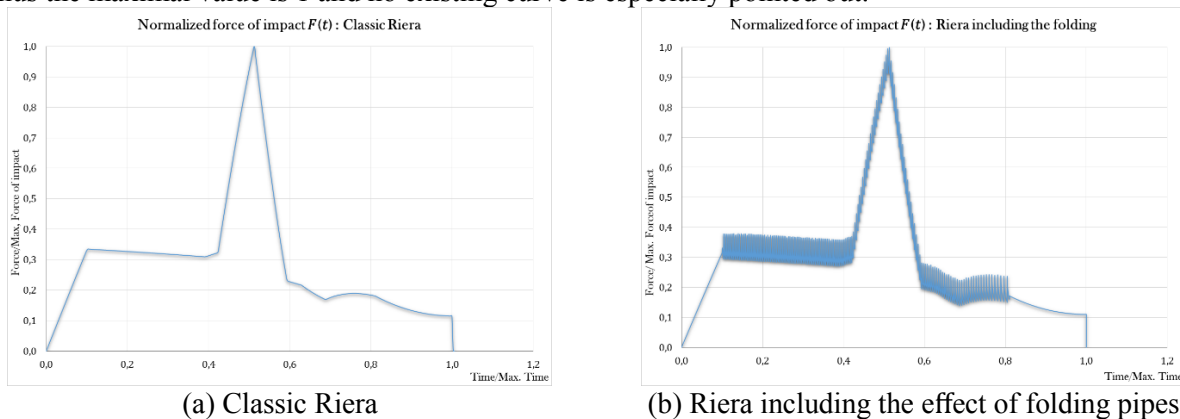 thus the maximal value is 1 and no existing curve is especially pointed out.
Normalized force of impact F(t) : Classic Riera
1,0
0,9
0,8
0,7
0,6
0,5
0,4
0,3
0,2
0,1
0,0
Force/Max, Force of impact
0,0 0,2 0,4 0,6 0,8 1,0 1,2
Time/Max. Time
(a) Classic Riera
Normalized force of impact F(t) : Riera including the folding
1,0
0,9
0,8
0,7
0,6
0,5
0,4
0,3
0,2
0,1
0,0
Force/ Max. Force of impact
0,0 0,2 0,4 0,6 0,8 1,0 1,2
Time/Max. Time
(b) Riera including the effect of folding pipes